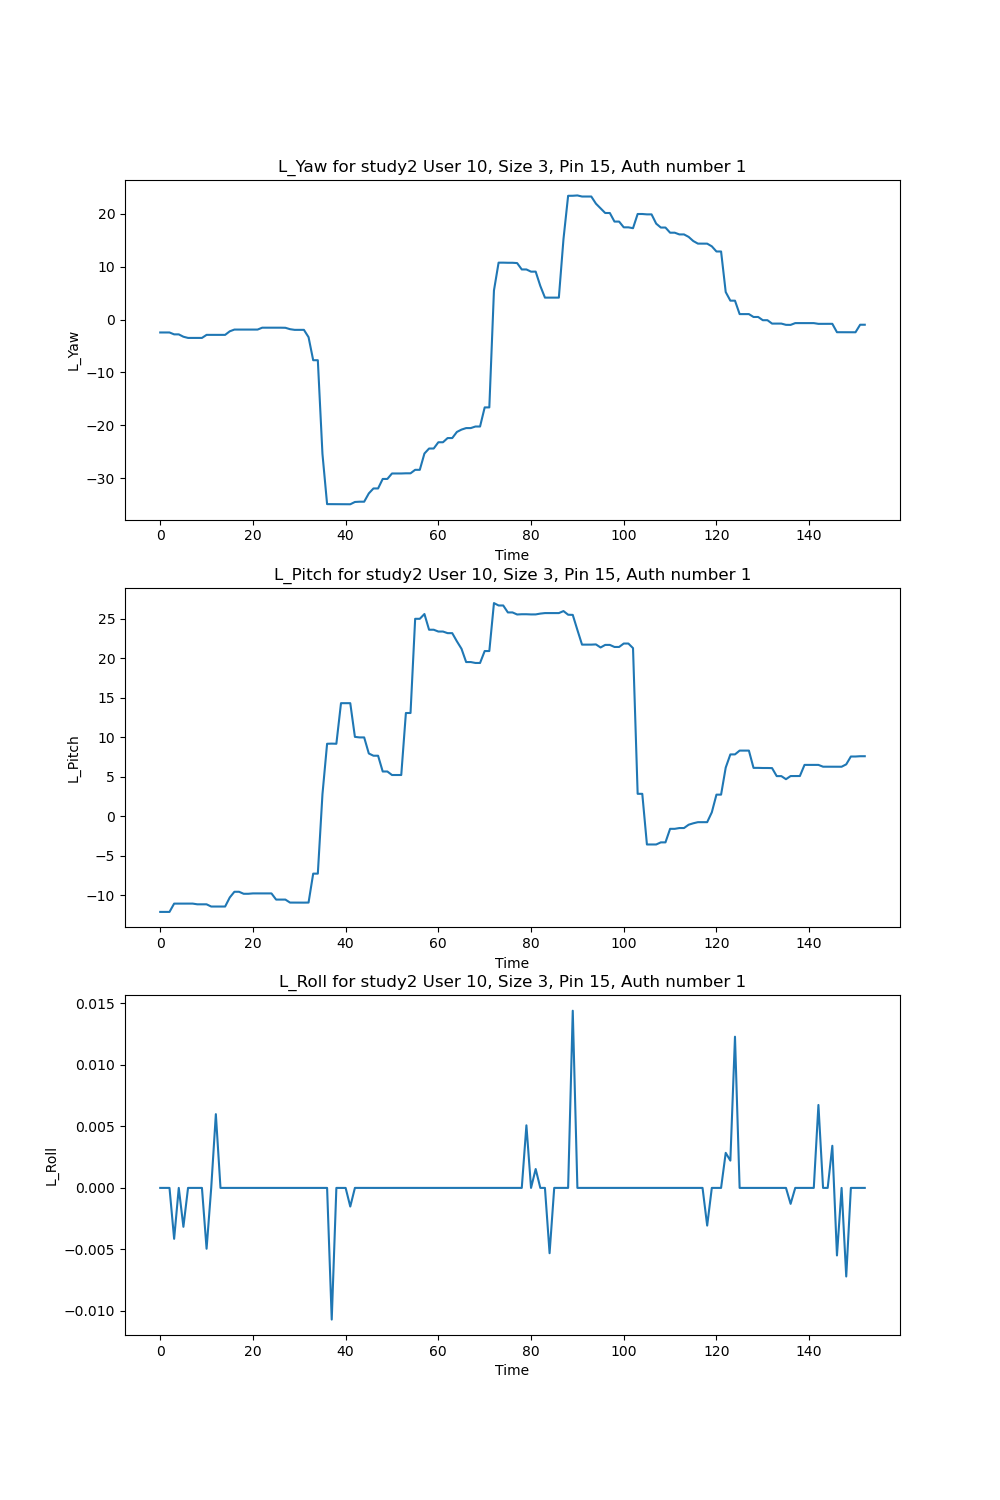 L_Yaw for study2 User 10, Size 3, Pin 15, Auth number 1
20
10
0
−10
−20
−30
L_Yaw
0 20 40 60 80 100 120 140
Time
L_Pitch for study2 User 10, Size 3, Pin 15, Auth number 1
25
20
15
10
5
0
−5
−10
L_Pitch
0 20 40 60 80 100 120 140
Time
L_Roll for study2 User 10, Size 3, Pin 15, Auth number 1
0.015
0.010
0.005
0.000
−0.005
−0.010
L_Roll
0 20 40 60 80 100 120 140
Time